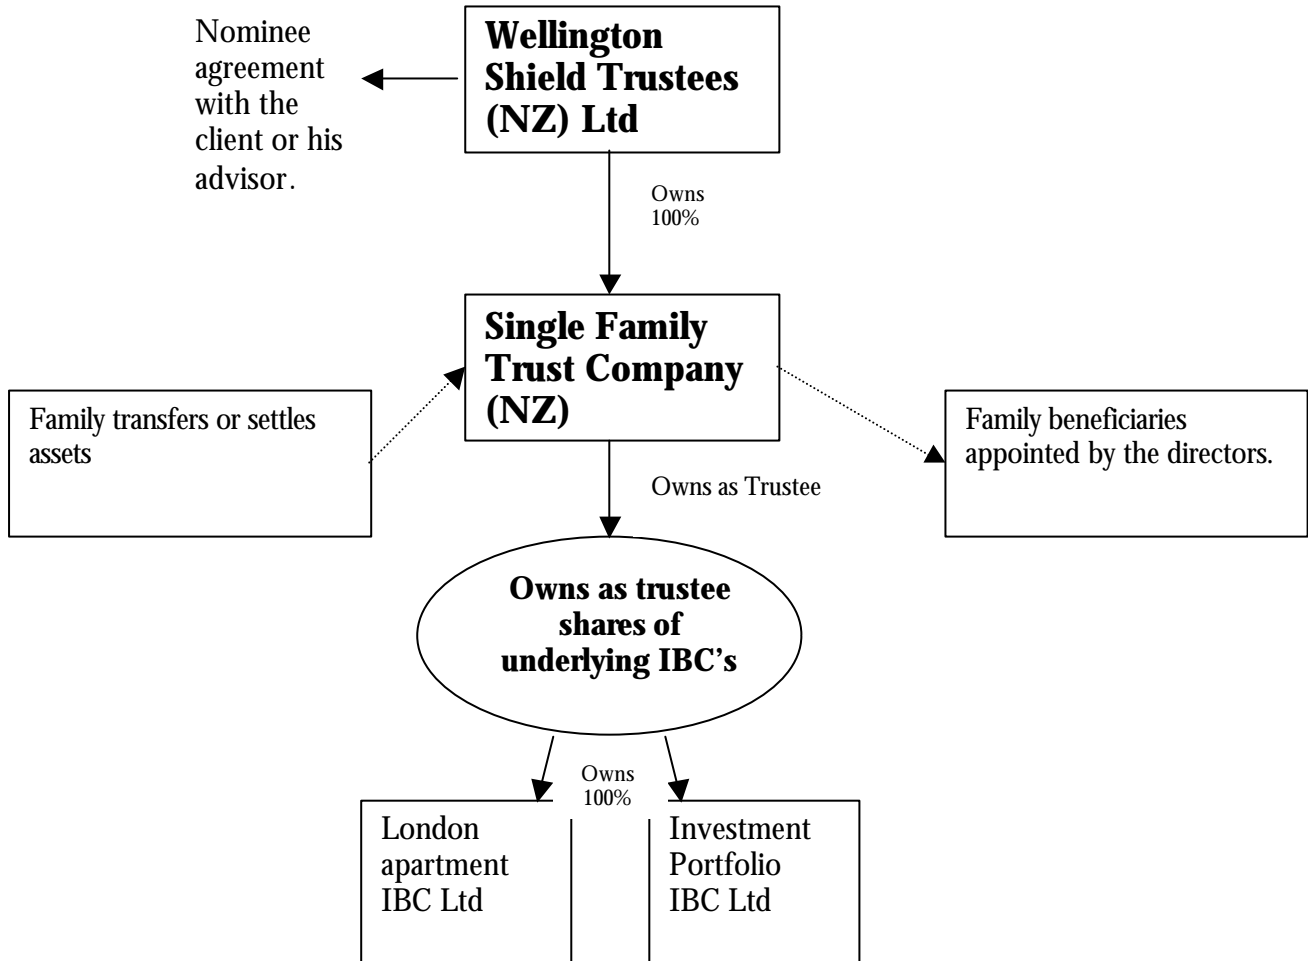 Nominee
agreement
with the
client or his
advisor.
Wellington
Shield Trustees
(NZ) Ltd
Owns
100%
Single Family
Trust Company
(NZ)
Family transfers or settles
assets
Family beneficiaries
appointed by the directors.
Owns as Trustee
Owns as trustee
shares of
underlying IBC's
Owns
100%
London
apartment
IBC Ltd
Investment
Portfolio
IBC Ltd